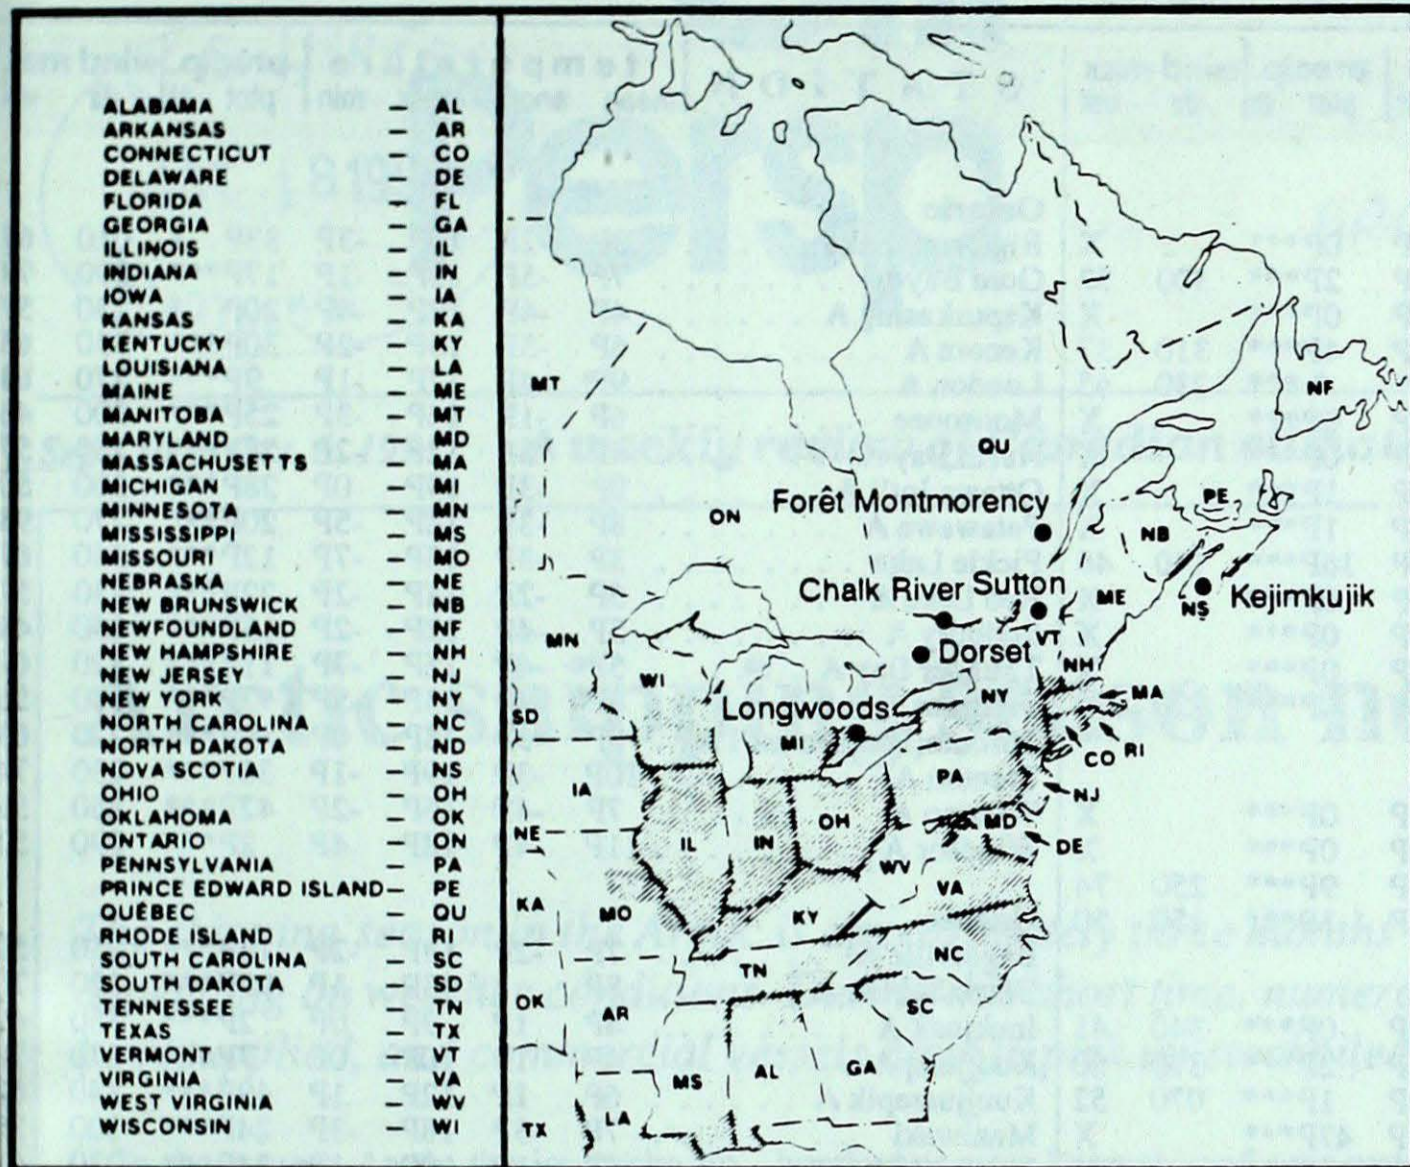 ALABAMA – AL
ARKANSAS – AR
CONNECTICUT – CO
DELAWARE – DE
FLORIDA – FL
GEORGIA – GA
ILLINOIS – IL
INDIANA – IN
IOWA – IA
KANSAS – KA
KENTUCKY – KY
LOUISIANA – LA
MAINE – ME
MANITOBA – MT
MARYLAND – MD
MASSACHUSETTS – MA
MICHIGAN – MI
MINNESOTA – MN
MISSISSIPPI – MS
MISSOURI – MO
NEBRASKA – NE
NEW BRUNSWICK – NB
NEWFOUNDLAND – NF
NEW HAMPSHIRE – NH
NEW JERSEY – NJ
NEW YORK – NY
NORTH CAROLINA – NC
NORTH DAKOTA – ND
NOVA SCOTIA – NS
OHIO – OH
OKLAHOMA – OK
ONTARIO – ON
PENNSYLVANIA – PA
PRINCE EDWARD ISLAND – PE
QUÉBEC – QU
RHODE ISLAND – RI
SOUTH CAROLINA – SC
SOUTH DAKOTA – SD
TENNESSEE – TN
TEXAS – TX
VERMONT – VT
VIRGINIA – VA
WEST VIRGINIA – WV
WISCONSIN – WI
MT
NF
QU
Forêt Montmorency
PE
ON
NB
Chalk River Sutton
ME
NS
Kejimkujik
MN
VT
Dorset
NH
WI
NY
MA
Longwoods
SD
MI
CO
RI
PA
IA
NJ
NE
IL
IN
OH
MD
DE
WV
VA
KA
MO
KY
NC
TN
OK
AR
SC
MS
AL
GA
LA
TX